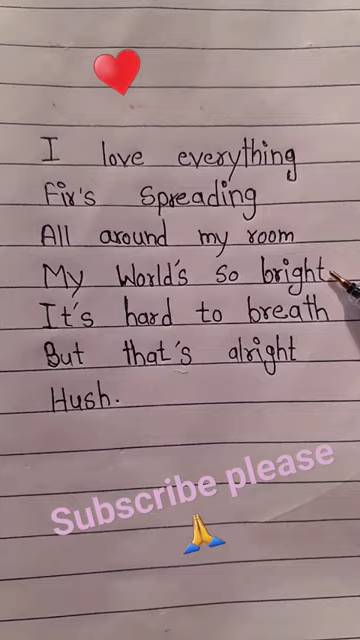 I love everything
Fir's Spreading
All around my room
My World's so bright
It's hard to breath
But that's alright
Hush.
Subscribe please